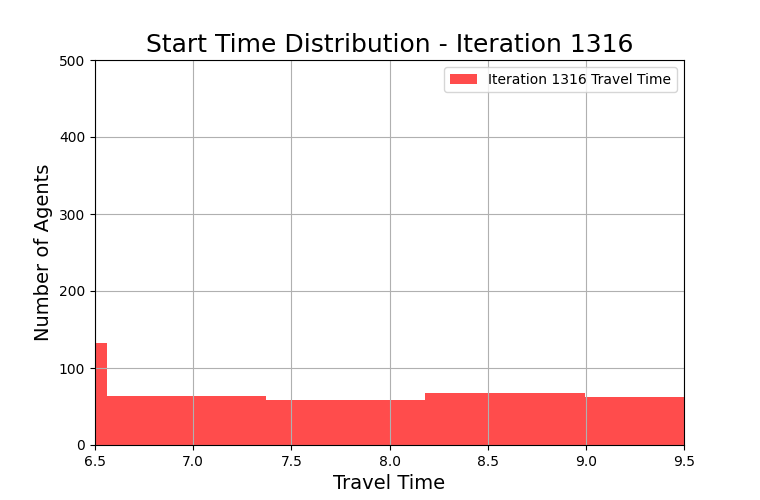 Start Time Distribution - Iteration 1316
Iteration 1316 Travel Time
Number of Agents
500
400
300
200
100
0
6.5 7.0 7.5 8.0 8.5 9.0 9.5
Travel Time